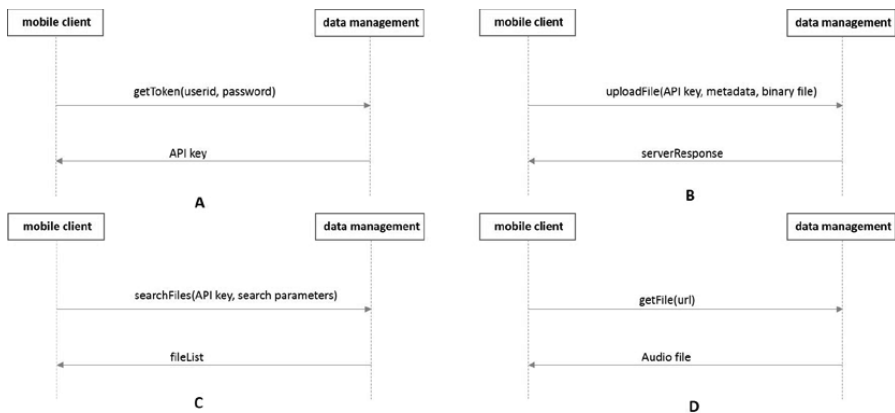 mobile client
data management
getToken(userid, password)
API key
A
mobile client
data management
uploadFile(API key, metadata, binary file)
serverResponse
B
mobile client
data management
searchFiles(API key, search parameters)
fileList
C
mobile client
data management
getFile(url)
Audio file
D